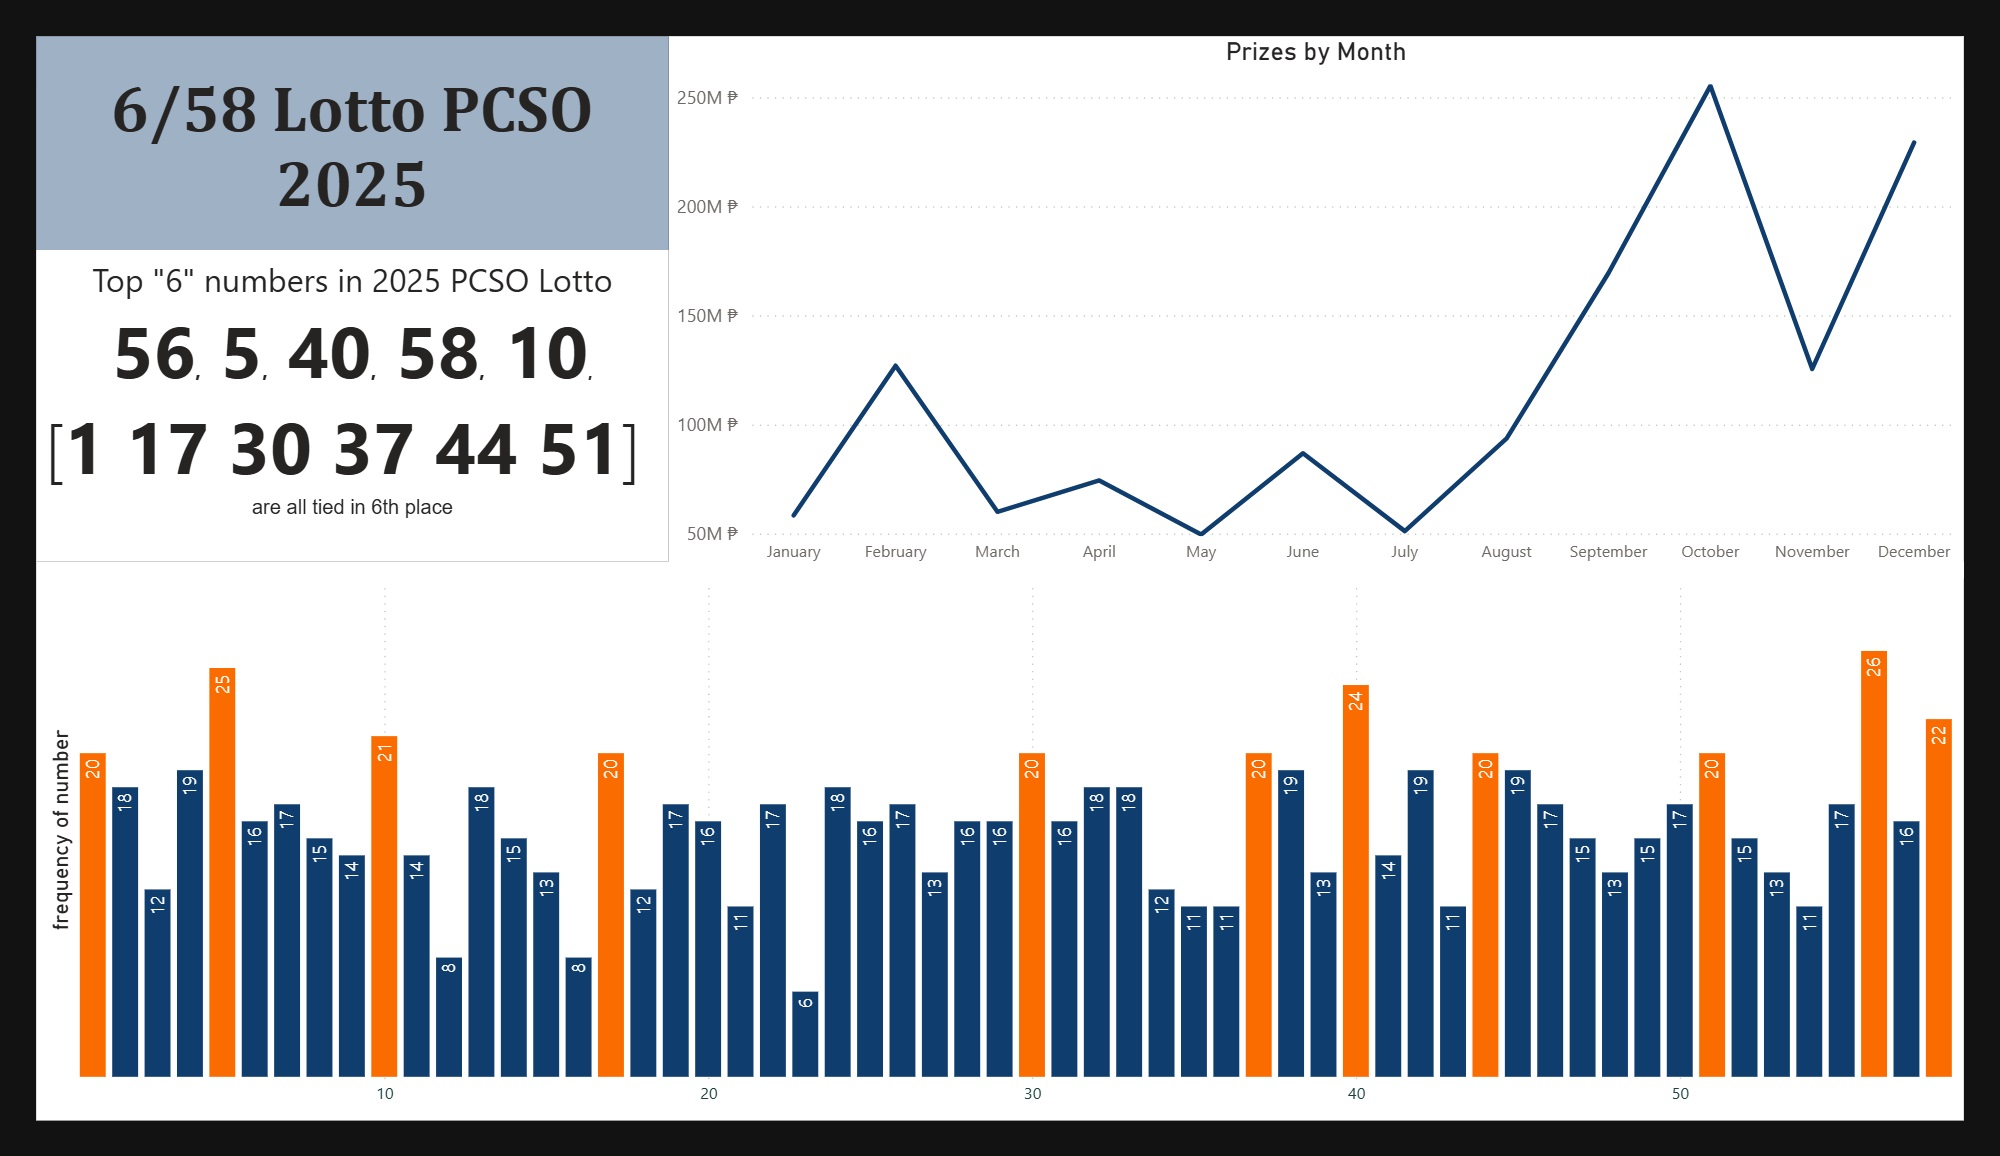 6/58 Lotto PCSO
2025
Top "6" numbers in 2025 PCSO Lotto
56, 5, 40, 58, 10,
[1 17 30 37 44 51]
are all tied in 6th place
Prizes by Month
250M ₱
200M ₱
150M ₱
100M ₱
50M ₱
January February March April May June July August September October November December
frequency of number
20 18 12 19 25 16 17 15 14 21 14 8 18 15 13 8 20 12 17 16 11 17 6 18 16 17 13 16 16 20 16 18 18 12 11 11 20 19 13 24 14 19 11 20 19 17 15 13 15 17 20 15 13 11 17 26 16 22
10 20 30 40 50